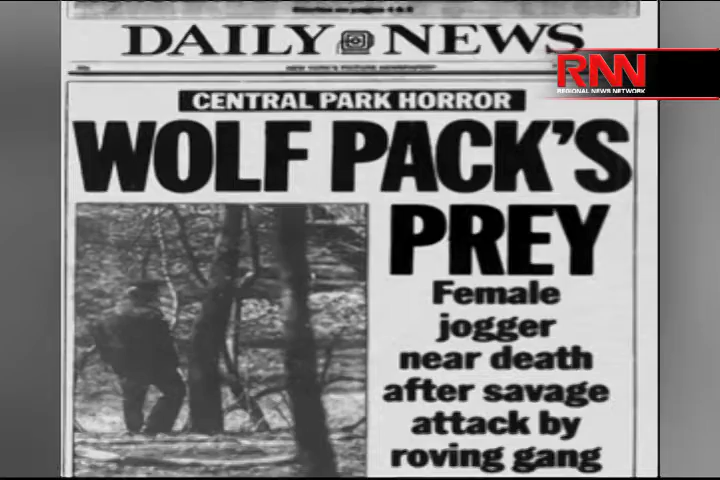 DAILY NEWS
RNN
REGIONAL NEWS NETWORK
CENTRAL PARK HORROR
WOLF PACK'S
PREY
Female
jogger
near death
after savage
attack by
roving gang